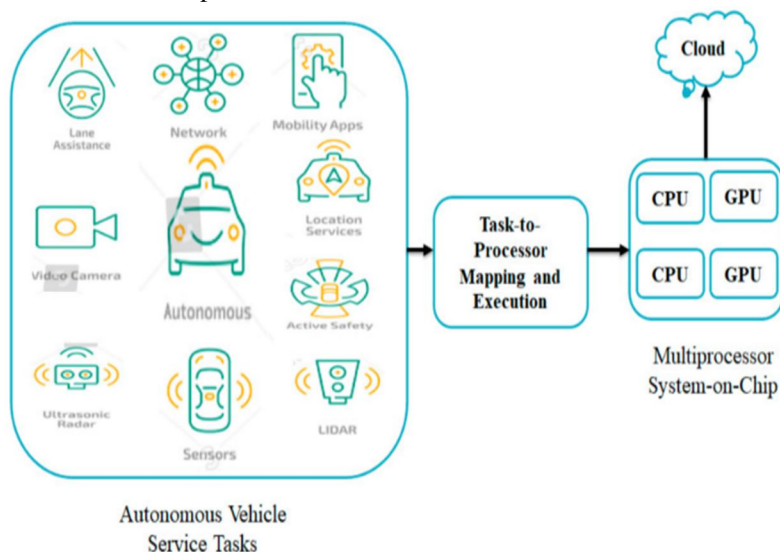 Lane
Assistance
Network
Mobility Apps
Video Camera
Autonomous
Location
Services
Active Safety
Ultrasonic
Radar
Sensors
LIDAR
Autonomous Vehicle
Service Tasks
Task-to-
Processor
Mapping and
Execution
Cloud
CPU
GPU
CPU
GPU
Multiprocessor
System-on-Chip